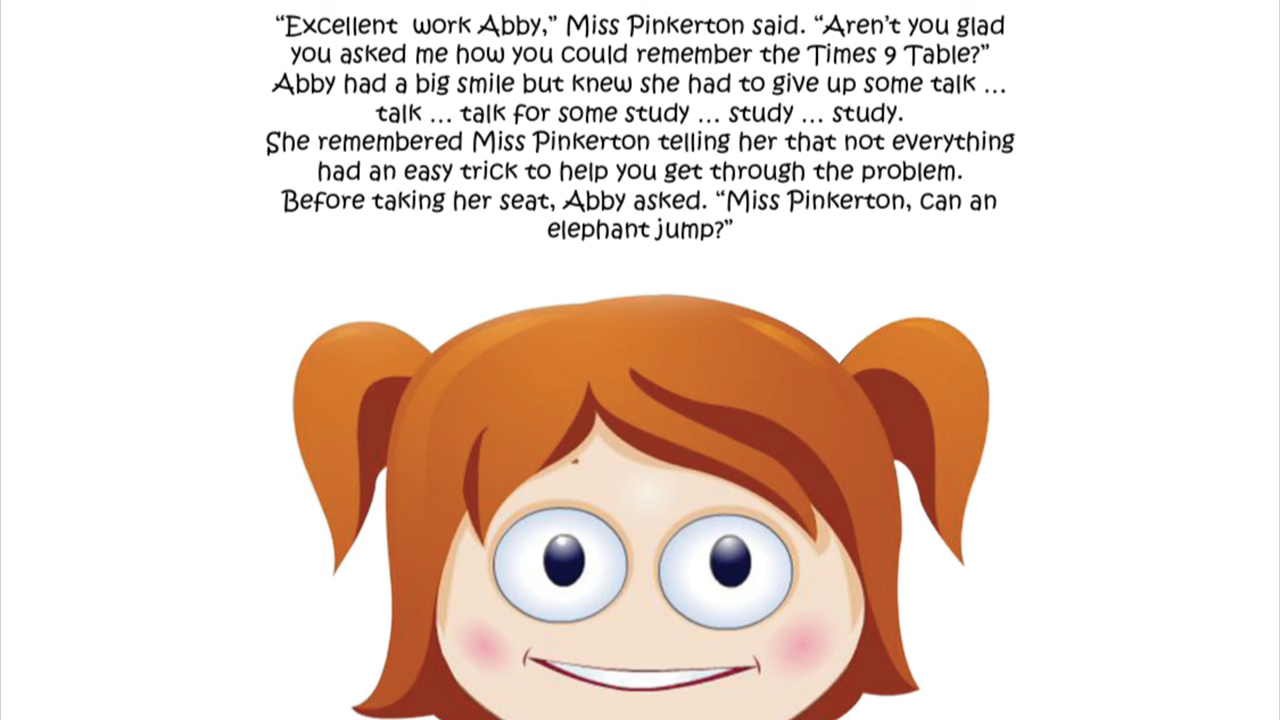 “Excellent work Abby,” Miss Pinkerton said. “Aren’t you glad
you asked me how you could remember the Times 9 Table?”
Abby had a big smile but knew she had to give up some talk ...
talk ... talk for some study ... study ... study.
She remembered Miss Pinkerton telling her that not everything
had an easy trick to help you get through the problem.
Before taking her seat, Abby asked. “Miss Pinkerton, can an
elephant jump?”